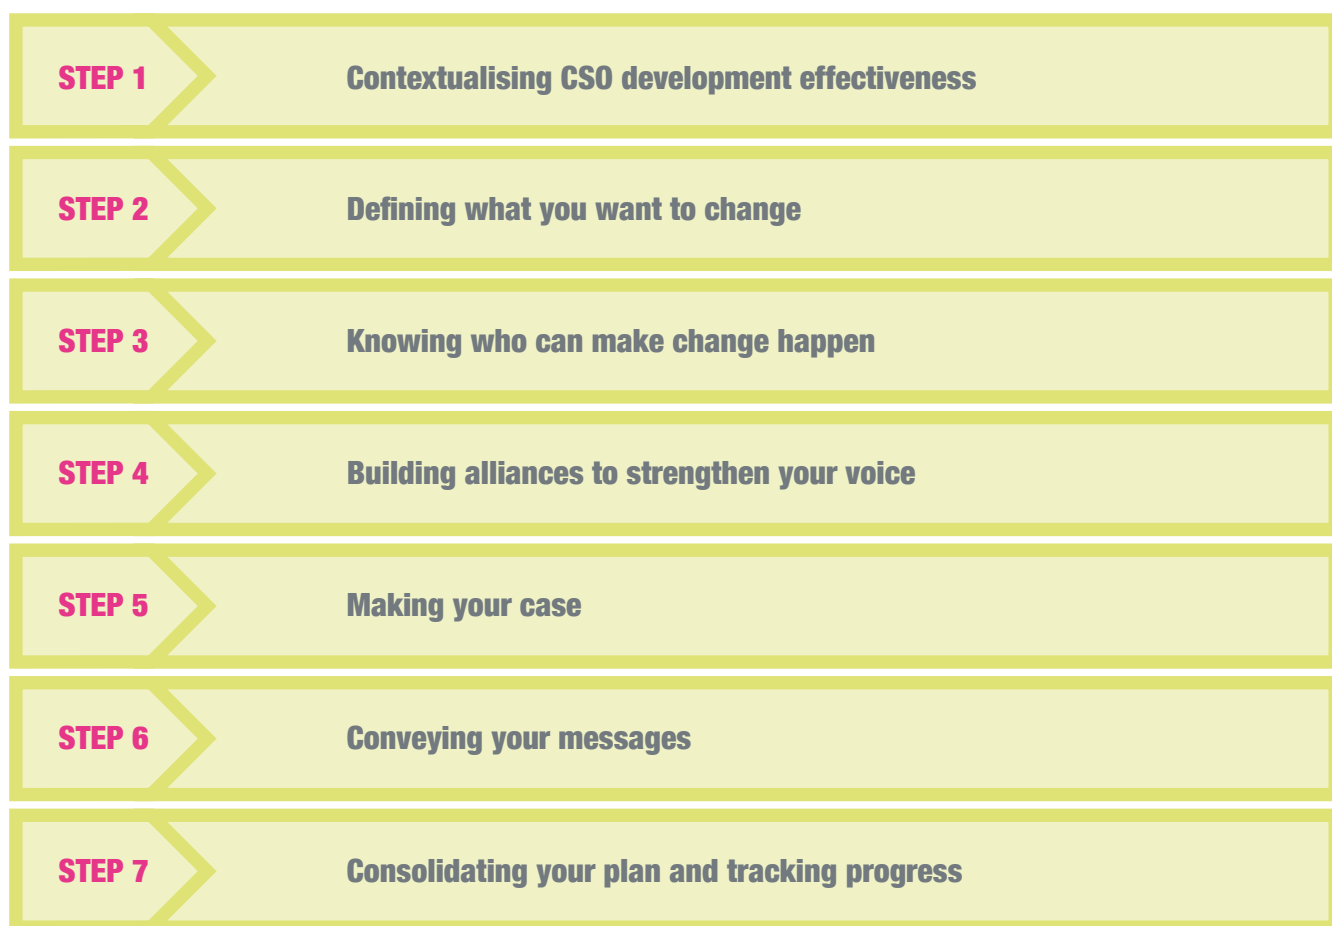 STEP 1 Contextualising CSO development effectiveness
STEP 2 Defining what you want to change
STEP 3 Knowing who can make change happen
STEP 4 Building alliances to strengthen your voice
STEP 5 Making your case
STEP 6 Conveying your messages
STEP 7 Consolidating your plan and tracking progress